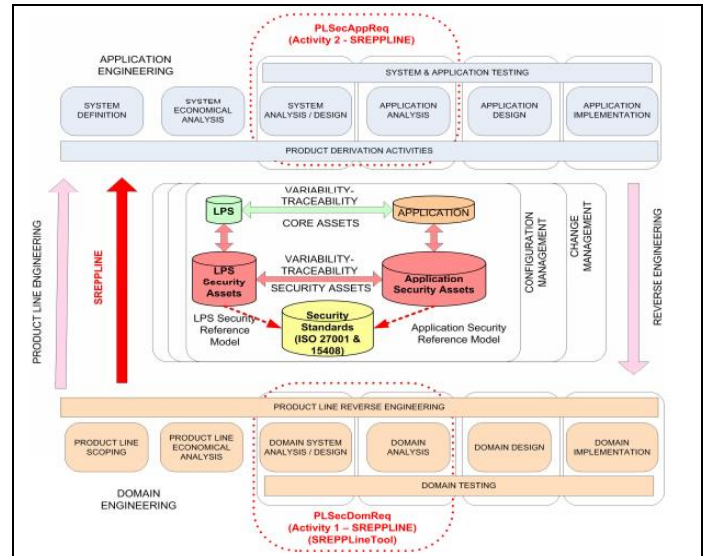 PLSecAppReq
(Activity 2 - SREPPLINE)
APPLICATION
ENGINEERING
SYSTEM & APPLICATION TESTING
SYSTEM
DEFINITION
SYSTEM
ECONOMICAL
ANALYSIS
SYSTEM
ANALYSIS / DESIGN
APPLICATION
ANALYSIS
APPLICATION
DESIGN
APPLICATION
IMPLEMENTATION
PRODUCT DERIVATION ACTIVITIES
PRODUCT LINE ENGINEERING
SREPPLINE
LPS
VARIABILITY-
TRACEABILITY
CORE ASSETS
APPLICATION
LPS
Security
Assets
VARIABILITY-
TRACEABILITY
SECURITY ASSETS
Application
Security Assets
LPS Security
Reference
Model
Security
Standards
(ISO 27001 &
15408)
Application Security
Reference Model
CONFIGURATION
MANAGEMENT
CHANGE
MANAGEMENT
REVERSE ENGINEERING
PRODUCT LINE REVERSE ENGINEERING
PRODUCT LINE
SCOPING
PRODUCT LINE
ECONOMICAL
ANALYSIS
DOMAIN SYSTEM
ANALYSIS / DESIGN
DOMAIN
ANALYSIS
DOMAIN DESIGN
DOMAIN
IMPLEMENTATION
DOMAIN TESTING
DOMAIN
ENGINEERING
PLSecDomReq
(Activity 1 – SREPPLINE)
(SREPPLineTool)